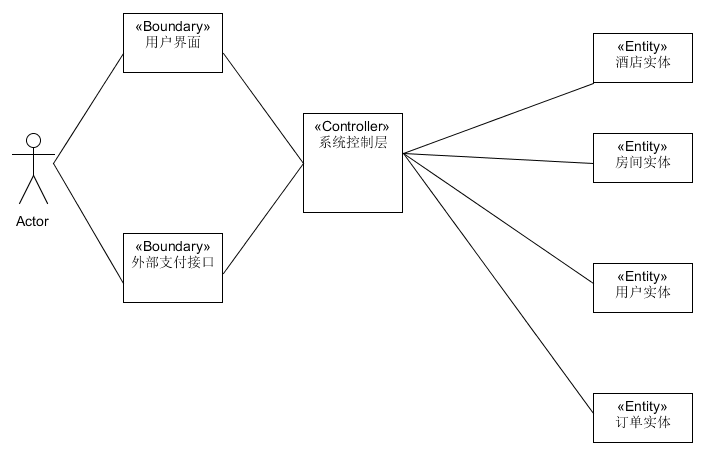 «Boundary»
用户界面
«Entity»
酒店实体
«Controller»
系统控制层
«Entity»
房间实体
Actor
«Boundary»
外部支付接口
«Entity»
用户实体
«Entity»
订单实体